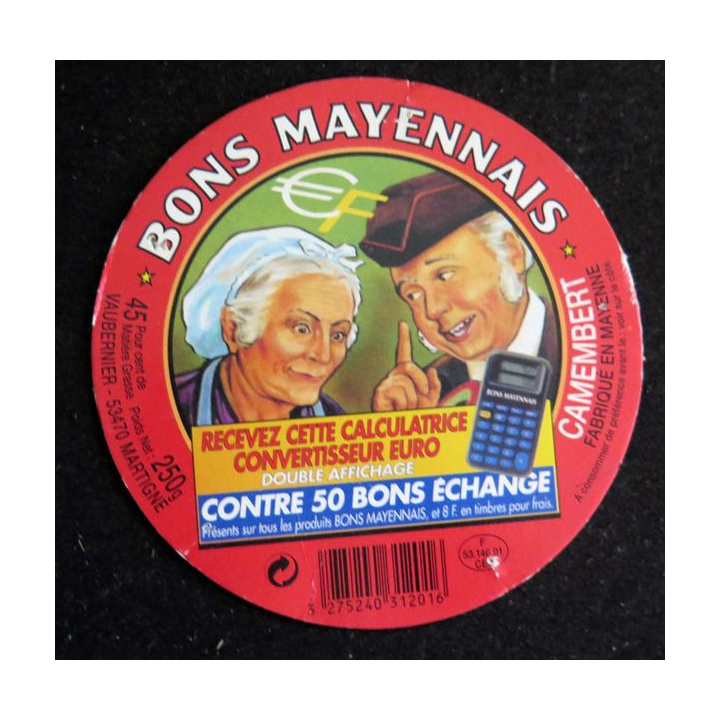 BONS MAYENNAIS
€F
45 Pour cent de
Matière Grasse Poids Net : 250g
VAUBERNIER - 53470 MARTIGNE
CAMEMBERT
FABRIQUÉ EN MAYENNE
A consommer de préférence avant le : voir sur le côté.
BONS MAYENNAIS
RECEVEZ CETTE CALCULATRICE
CONVERTISSEUR EURO
DOUBLE AFFICHAGE
CONTRE 50 BONS ÉCHANGE
Présents sur tous les produits BONS MAYENNAIS, et 8 F. en timbres pour frais.
F
53.146.01
CEE
3 275240 312016